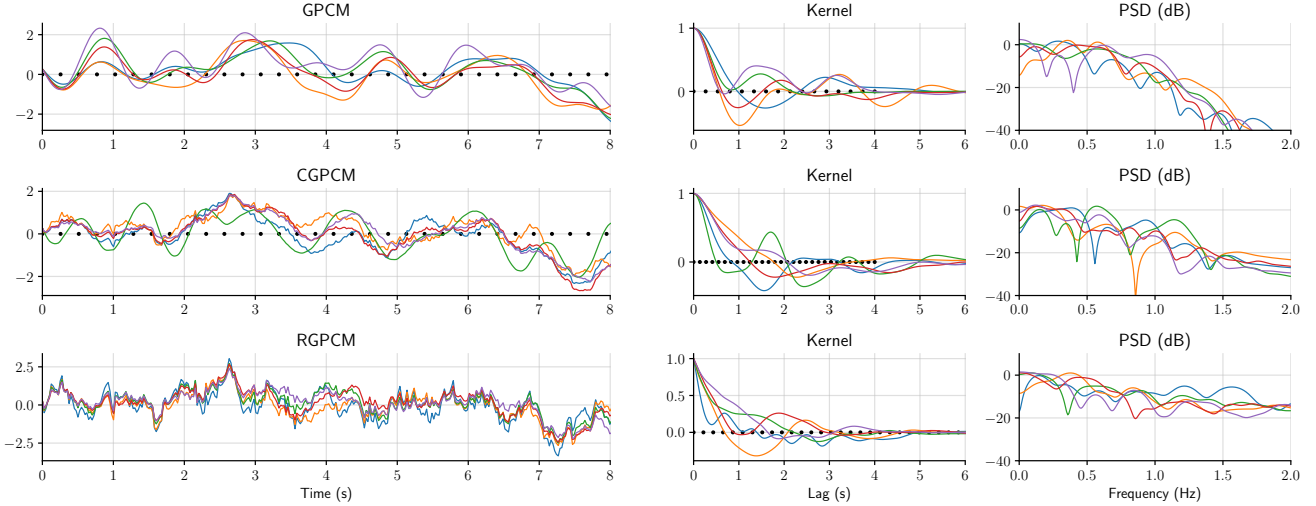 GPCM Kernel PSD (dB)
2
0
−2
0 1 2 3 4 5 6 7 8
1
0
0 1 2 3 4 5 6
0
−20
−40
0.0 0.5 1.0 1.5 2.0
CGPCM Kernel PSD (dB)
2
0
−2
0 1 2 3 4 5 6 7 8
1
0
0 1 2 3 4 5 6
0
−20
−40
0.0 0.5 1.0 1.5 2.0
RGPCM Kernel PSD (dB)
2.5
0.0
−2.5
0 1 2 3 4 5 6 7 8
Time (s)
1.0
0.5
0.0
0 1 2 3 4 5 6
Lag (s)
0
−20
−40
0.0 0.5 1.0 1.5 2.0
Frequency (Hz)